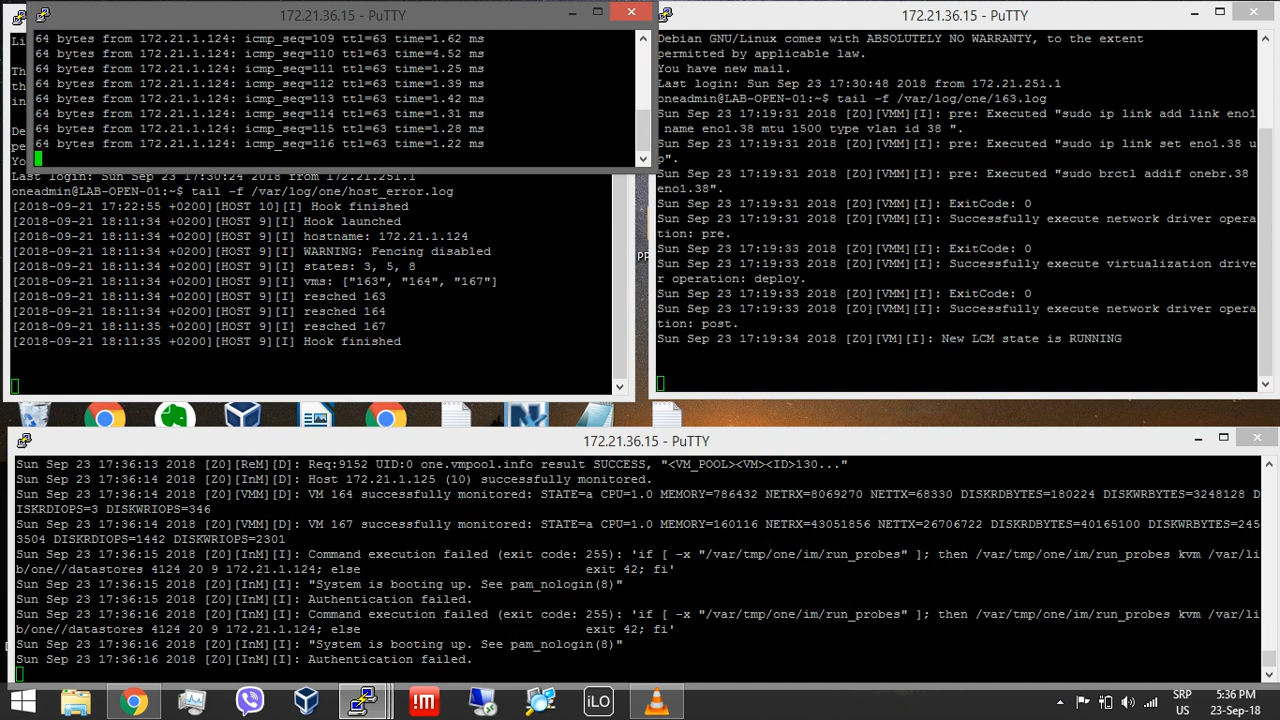 172.21.36.15 - PuTTY
64 bytes from 172.21.1.124: icmp_seq=109 ttl=63 time=1.62 ms
64 bytes from 172.21.1.124: icmp_seq=110 ttl=63 time=4.52 ms
64 bytes from 172.21.1.124: icmp_seq=111 ttl=63 time=1.25 ms
64 bytes from 172.21.1.124: icmp_seq=112 ttl=63 time=1.39 ms
64 bytes from 172.21.1.124: icmp_seq=113 ttl=63 time=1.42 ms
64 bytes from 172.21.1.124: icmp_seq=114 ttl=63 time=1.31 ms
64 bytes from 172.21.1.124: icmp_seq=115 ttl=63 time=1.28 ms
64 bytes from 172.21.1.124: icmp_seq=116 ttl=63 time=1.22 ms
Last login: Sun Sep 23 17:30:24 2018 from 172.21.251.1
oneadmin@LAB-OPEN-01:~$ tail -f /var/log/one/host_error.log
[2018-09-21 17:22:55 +0200][HOST 10][I] Hook finished
[2018-09-21 18:11:34 +0200][HOST 9][I] Hook launched
[2018-09-21 18:11:34 +0200][HOST 9][I] hostname: 172.21.1.124
[2018-09-21 18:11:34 +0200][HOST 9][I] WARNING: Fencing disabled
[2018-09-21 18:11:34 +0200][HOST 9][I] states: 3, 5, 8
[2018-09-21 18:11:34 +0200][HOST 9][I] vms: ["163", "164", "167"]
[2018-09-21 18:11:34 +0200][HOST 9][I] resched 163
[2018-09-21 18:11:35 +0200][HOST 9][I] resched 164
[2018-09-21 18:11:35 +0200][HOST 9][I] resched 167
[2018-09-21 18:11:35 +0200][HOST 9][I] Hook finished
172.21.36.15 - PuTTY
Debian GNU/Linux comes with ABSOLUTELY NO WARRANTY, to the extent
permitted by applicable law.
You have new mail.
Last login: Sun Sep 23 17:30:48 2018 from 172.21.251.1
oneadmin@LAB-OPEN-01:~$ tail -f /var/log/one/163.log
Sun Sep 23 17:19:31 2018 [Z0][VMM][I]: pre: Executed "sudo ip link add link eno1
 name eno1.38 mtu 1500 type vlan id 38 ".
Sun Sep 23 17:19:31 2018 [Z0][VMM][I]: pre: Executed "sudo ip link set eno1.38 u
p".
Sun Sep 23 17:19:31 2018 [Z0][VMM][I]: pre: Executed "sudo brctl addif onebr.38
eno1.38".
Sun Sep 23 17:19:31 2018 [Z0][VMM][I]: ExitCode: 0
Sun Sep 23 17:19:31 2018 [Z0][VMM][I]: Successfully execute network driver opera
tion: pre.
Sun Sep 23 17:19:33 2018 [Z0][VMM][I]: ExitCode: 0
Sun Sep 23 17:19:33 2018 [Z0][VMM][I]: Successfully execute virtualization drive
r operation: deploy.
Sun Sep 23 17:19:33 2018 [Z0][VMM][I]: ExitCode: 0
Sun Sep 23 17:19:33 2018 [Z0][VMM][I]: Successfully execute network driver opera
tion: post.
Sun Sep 23 17:19:34 2018 [Z0][VM][I]: New LCM state is RUNNING
172.21.36.15 - PuTTY
Sun Sep 23 17:36:13 2018 [Z0][ReM][D]: Req:9152 UID:0 one.vmpool.info result SUCCESS, "<VM_POOL><VM><ID>130..."
Sun Sep 23 17:36:14 2018 [Z0][InM][D]: Host 172.21.1.125 (10) successfully monitored.
Sun Sep 23 17:36:14 2018 [Z0][VMM][D]: VM 164 successfully monitored: STATE=a CPU=1.0 MEMORY=786432 NETRX=8069270 NETTX=68330 DISKRDBYTES=180224 DISKWRBYTES=3248128 D
ISKRDIOPS=3 DISKWRIOPS=346
Sun Sep 23 17:36:14 2018 [Z0][VMM][D]: VM 167 successfully monitored: STATE=a CPU=1.0 MEMORY=160116 NETRX=43051856 NETTX=26706722 DISKRDBYTES=40165100 DISKWRBYTES=245
3504 DISKRDIOPS=1442 DISKWRIOPS=2301
Sun Sep 23 17:36:15 2018 [Z0][InM][I]: Command execution failed (exit code: 255): 'if [ -x "/var/tmp/one/im/run_probes" ]; then /var/tmp/one/im/run_probes kvm /var/li
b/one//datastores 4124 20 9 172.21.1.124; else                              exit 42; fi'
Sun Sep 23 17:36:15 2018 [Z0][InM][I]: "System is booting up. See pam_nologin(8)"
Sun Sep 23 17:36:15 2018 [Z0][InM][I]: Authentication failed.
Sun Sep 23 17:36:16 2018 [Z0][InM][I]: Command execution failed (exit code: 255): 'if [ -x "/var/tmp/one/im/run_probes" ]; then /var/tmp/one/im/run_probes kvm /var/li
b/one//datastores 4124 20 9 172.21.1.124; else                              exit 42; fi'
Sun Sep 23 17:36:16 2018 [Z0][InM][I]: "System is booting up. See pam_nologin(8)"
Sun Sep 23 17:36:16 2018 [Z0][InM][I]: Authentication failed.
iLO
SRP
US
5:36 PM
23-Sep-18